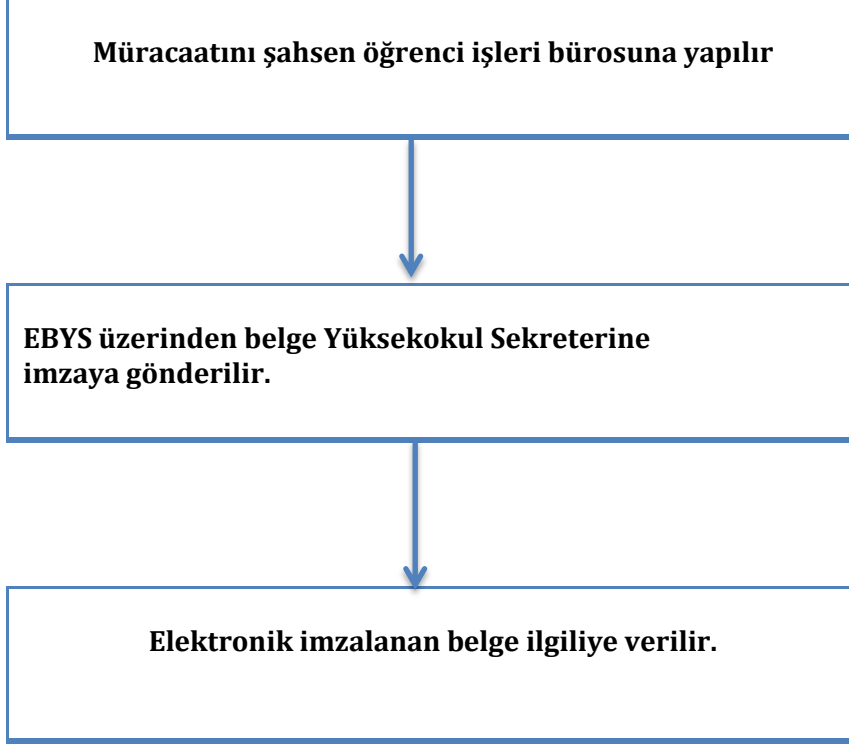 Müracaatını şahsen öğrenci işleri bürosuna yapılır
EBYS üzerinden belge Yüksekokul Sekreterine
imzaya gönderilir.
Elektronik imzalanan belge ilgiliye verilir.